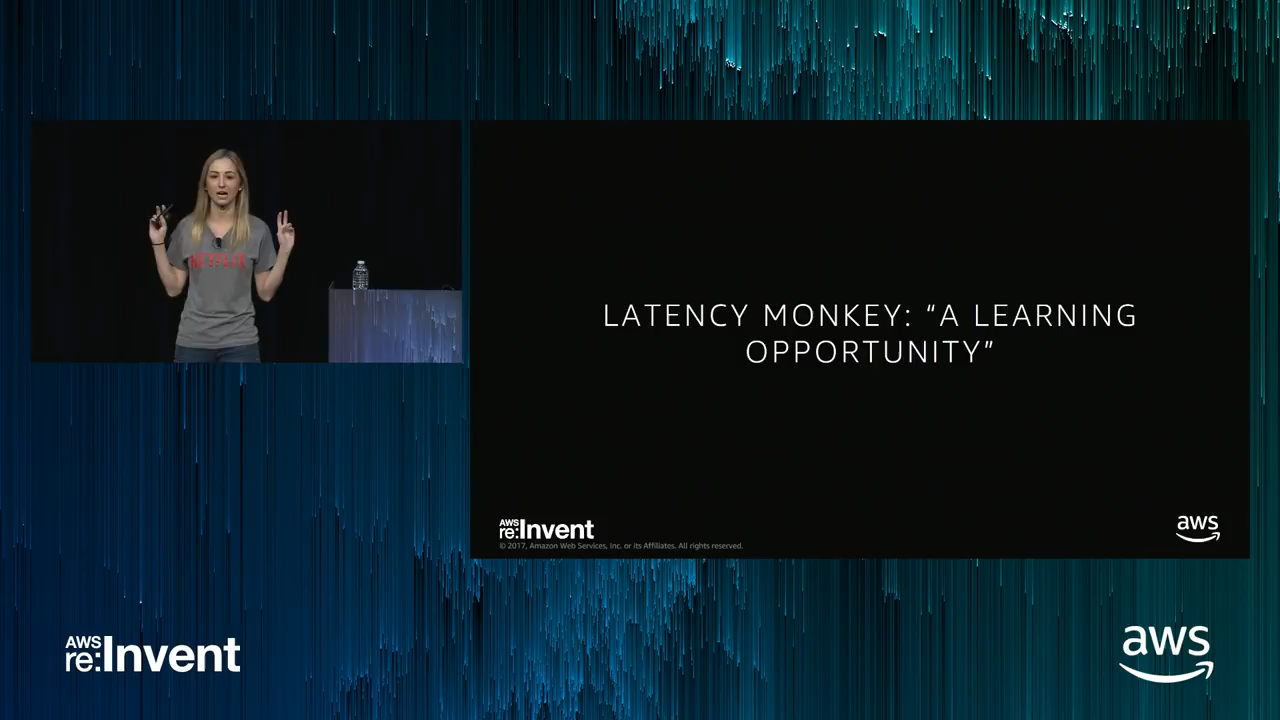 NETFLIX
LATENCY MONKEY: “A LEARNING
OPPORTUNITY”
AWS
re:Invent
© 2017, Amazon Web Services, Inc. or its Affiliates. All rights reserved.
aws
AWS
re:Invent
aws